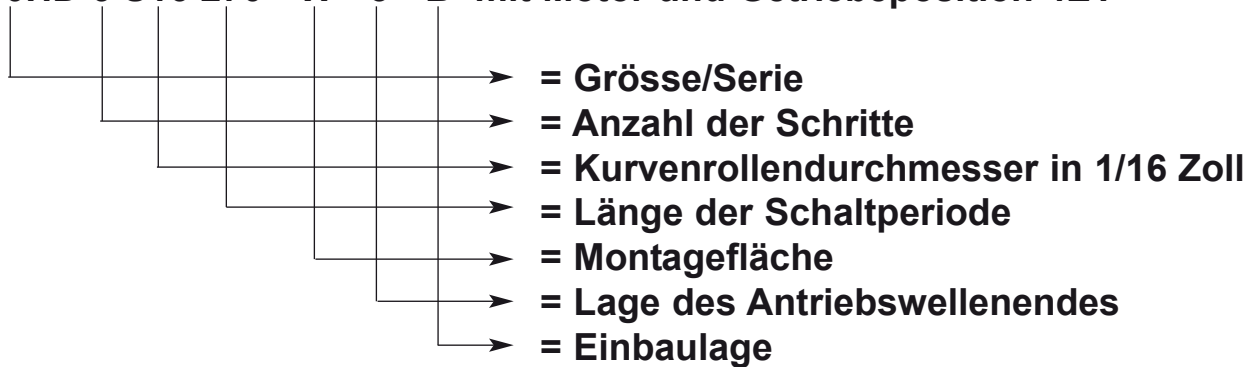 = Grösse/Serie
= Anzahl der Schritte
= Kurvenrollendurchmesser in 1/16 Zoll
= Länge der Schaltperiode
= Montagefläche
= Lage des Antriebswellenendes
= Einbaulage